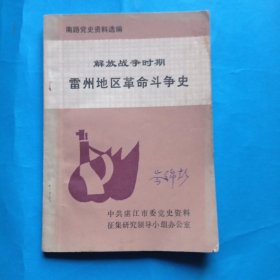 南路党史资料选编
解放战争时期
雷州地区革命斗争史
中共湛江市委党史资料
征集研究领导小组办公室